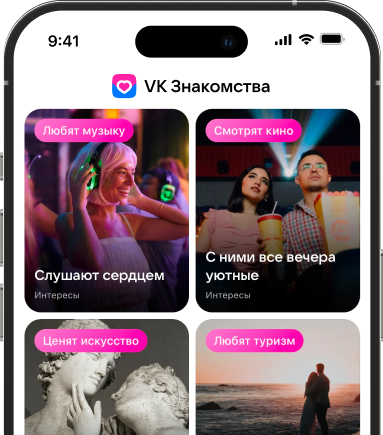 9:41
VK Знакомства
Любят музыку
Слушают сердцем
Интересы
Смотрят кино
С ними все вечера
уютные
Интересы
Ценят искусство
Любят туризм